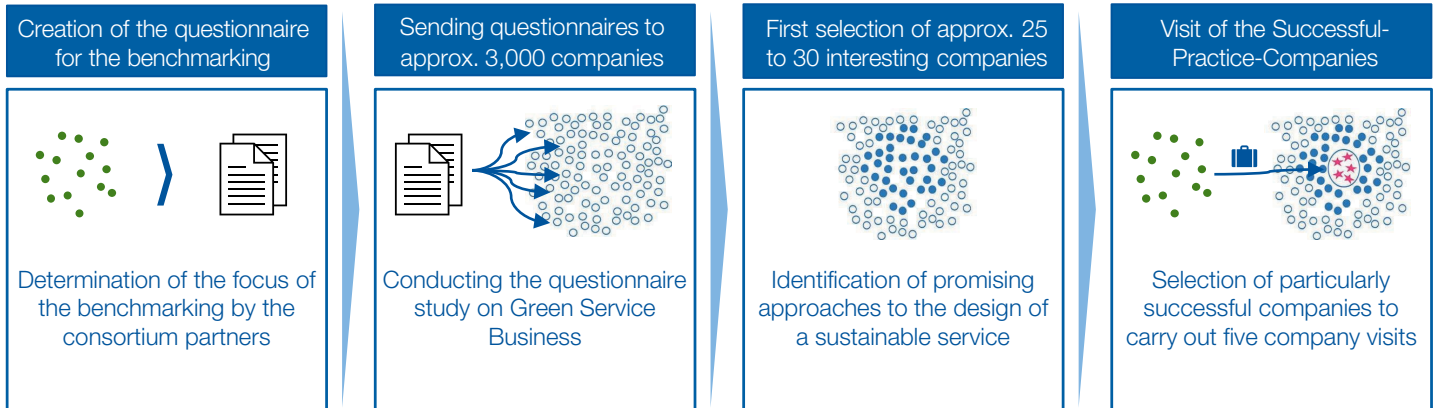 Creation of the questionnaire
for the benchmarking
Determination of the focus of
the benchmarking by the
consortium partners
Sending questionnaires to
approx. 3,000 companies
Conducting the questionnaire
study on Green Service
Business
First selection of approx. 25
to 30 interesting companies
Identification of promising
approaches to the design of
a sustainable service
Visit of the Successful-
Practice-Companies
Selection of particularly
successful companies to
carry out five company visits